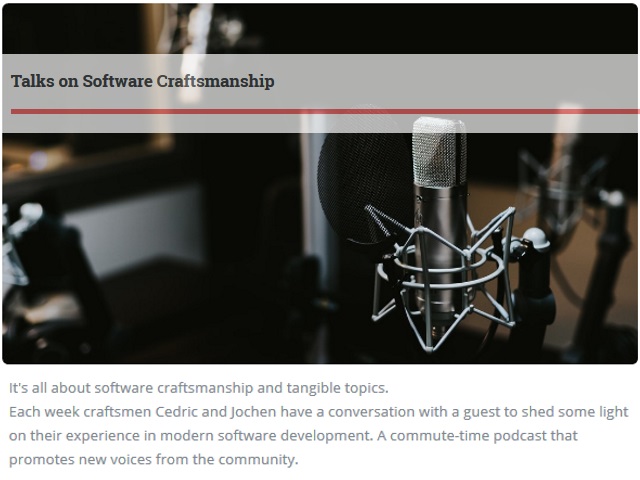 Talks on Software Craftsmanship
It's all about software craftsmanship and tangible topics.
Each week craftsmen Cedric and Jochen have a conversation with a guest to shed some light
on their experience in modern software development. A commute-time podcast that
promotes new voices from the community.